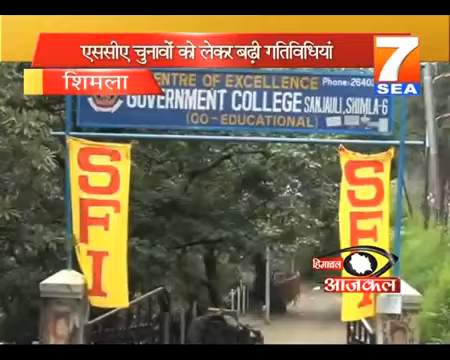 एससीए चुनावों को लेकर बढ़ी गतिविधियां
7
SEA
शिमला
CENTRE OF EXCELLENCE Phone:
GOVERNMENT COLLEGE SANJAULI, SHIMLA-6
(CO-EDUCATIONAL)
SFI
SFI
हिमाचल
आजकल